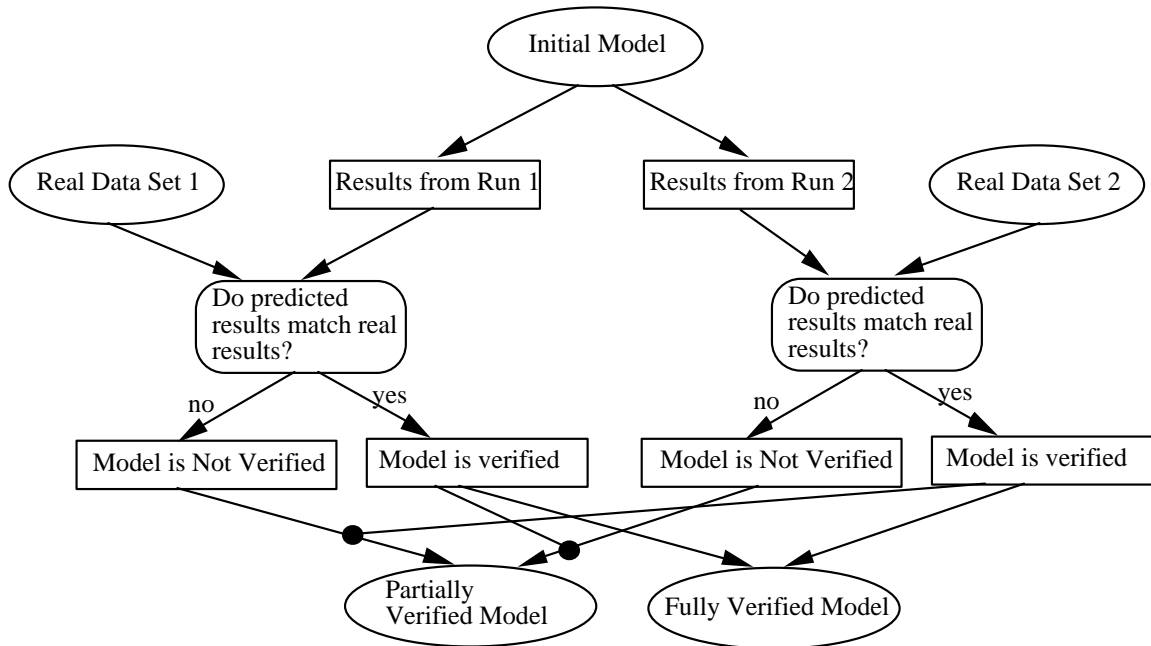 Initial Model
Real Data Set 1
Results from Run 1
Results from Run 2
Real Data Set 2
Do predicted
results match real
results?
Do predicted
results match real
results?
no
yes
no
yes
Model is Not Verified
Model is verified
Model is Not Verified
Model is verified
Partially
Verified Model
Fully Verified Model